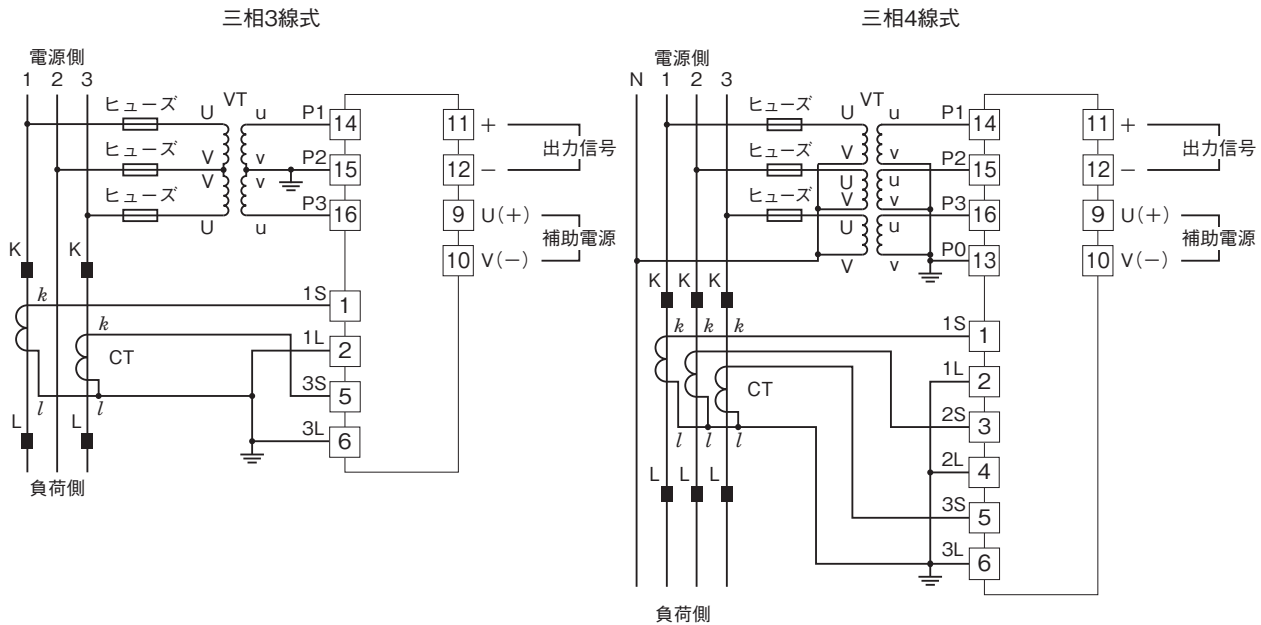 三相3線式
電源側
1 2 3
ヒューズ U VT u P1 14 11 +
出力信号
ヒューズ V v P2 15 12 −
V v
ヒューズ P3 16 9 U(+)
U u
補助電源
K K 10 V(−)
k 1S 1
k
CT 1L 2
3S 5
l l
L L 3L 6
負荷側
三相4線式
電源側
N 1 2 3
ヒューズ U VT u P1 14 11 +
出力信号
ヒューズ V v P2 15 12 −
U u
ヒューズ V v P3 16 9 U(+)
U u
補助電源
P0 13 10 V(−)
V v
K K K
k k k 1S 1
CT 1L 2
2S 3
l l l
L L L 2L 4
3S 5
3L 6
負荷側